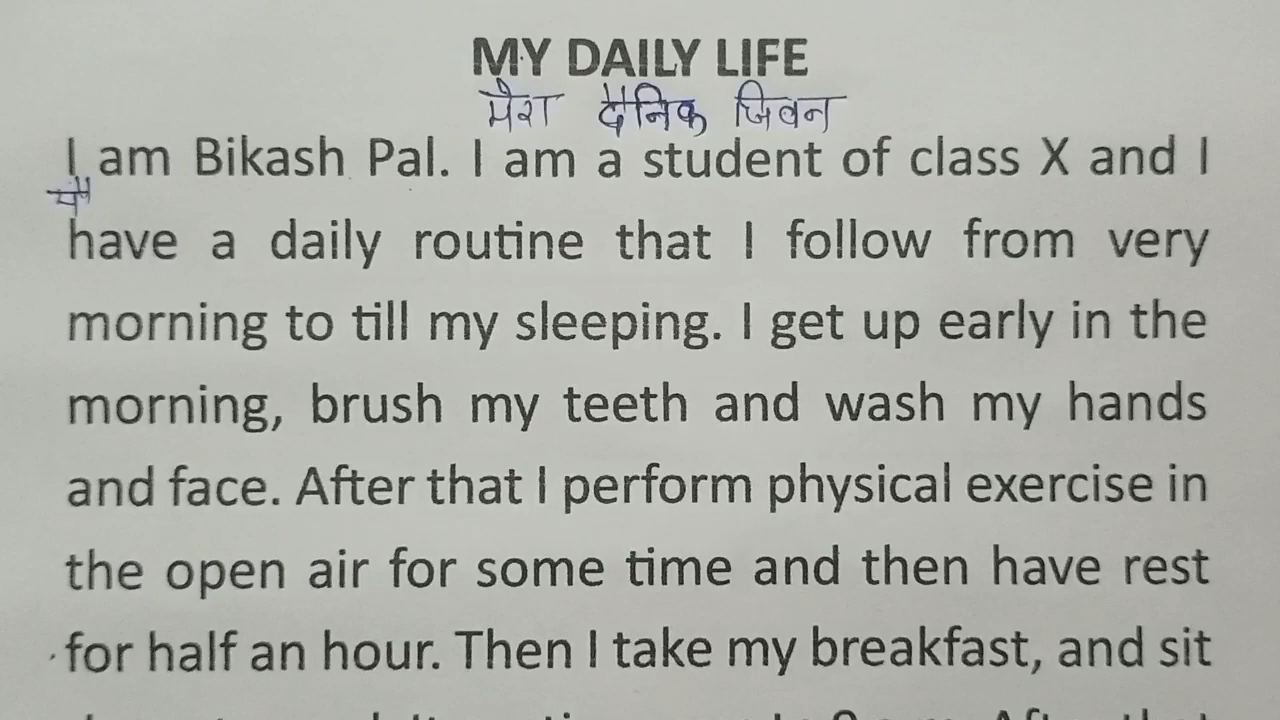 MY DAILY LIFE
मेरा दैनिक जिवन
I am Bikash Pal. I am a student of class X and I
मैं
have a daily routine that I follow from very
morning to till my sleeping. I get up early in the
morning, brush my teeth and wash my hands
and face. After that I perform physical exercise in
the open air for some time and then have rest
for half an hour. Then I take my breakfast, and sit